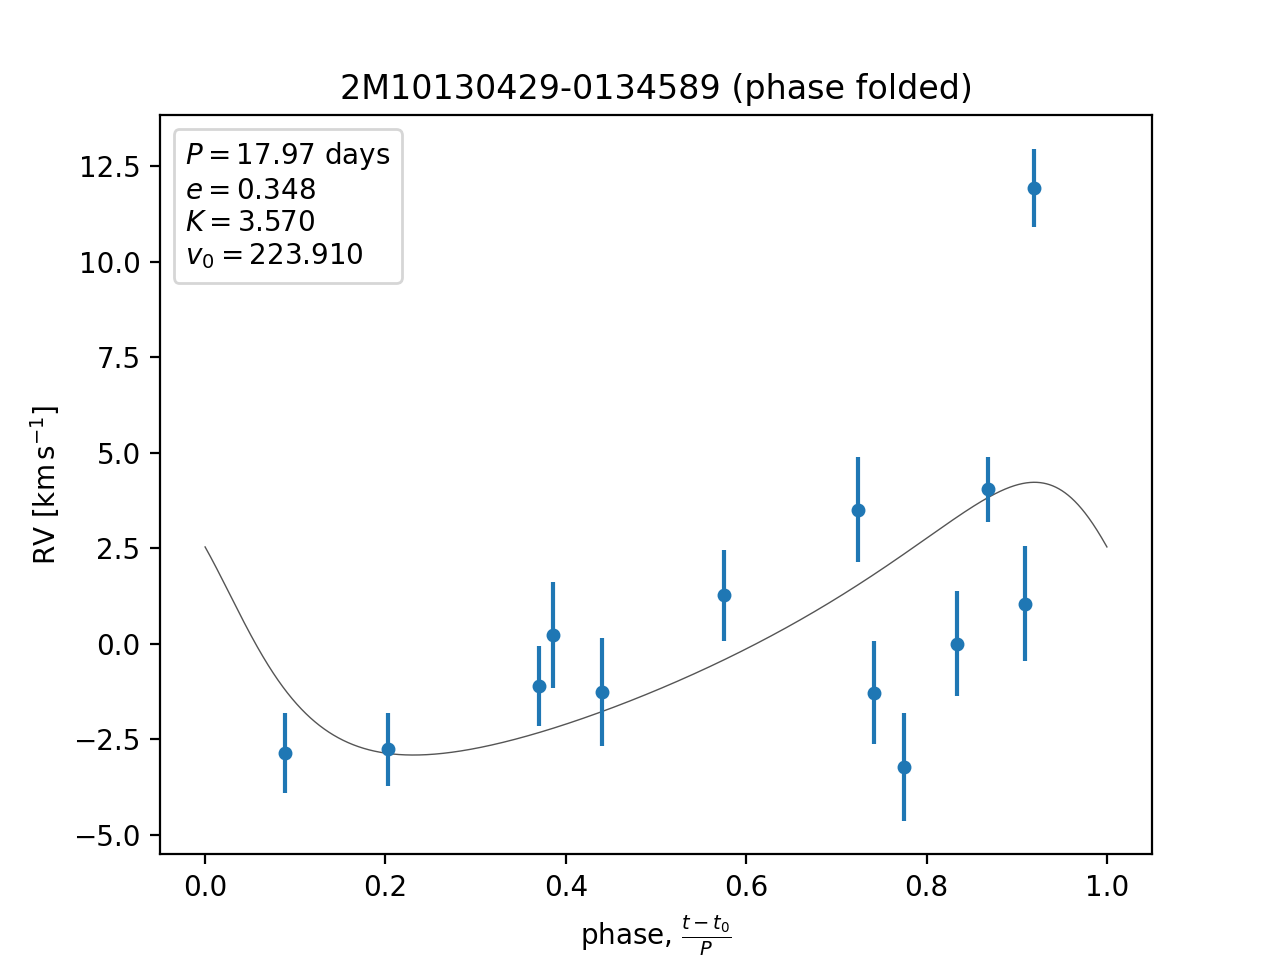 2M10130429-0134589 (phase folded)
P = 17.97 days
e = 0.348
K = 3.570
v₀ = 223.910
12.5
10.0
7.5
5.0
2.5
0.0
−2.5
−5.0
RV [km s⁻¹]
0.0 0.2 0.4 0.6 0.8 1.0
phase, (t − t₀)/P